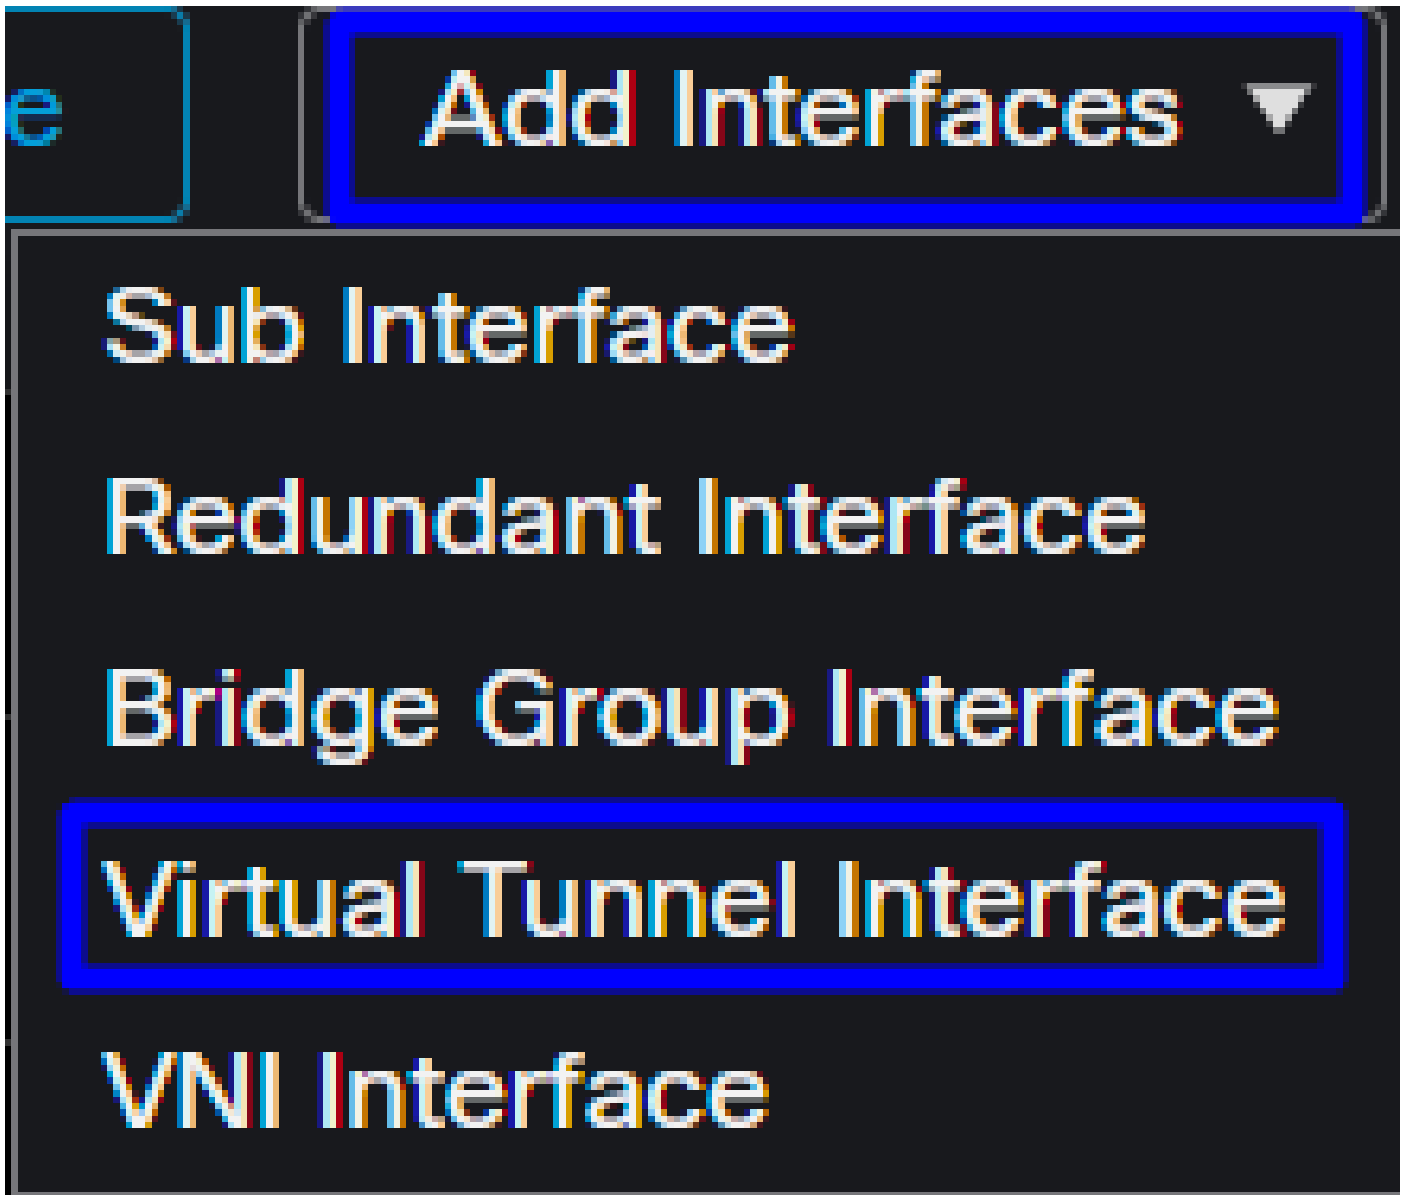 e
Add Interfaces
Sub Interface
Redundant Interface
Bridge Group Interface
Virtual Tunnel Interface
VNI Interface